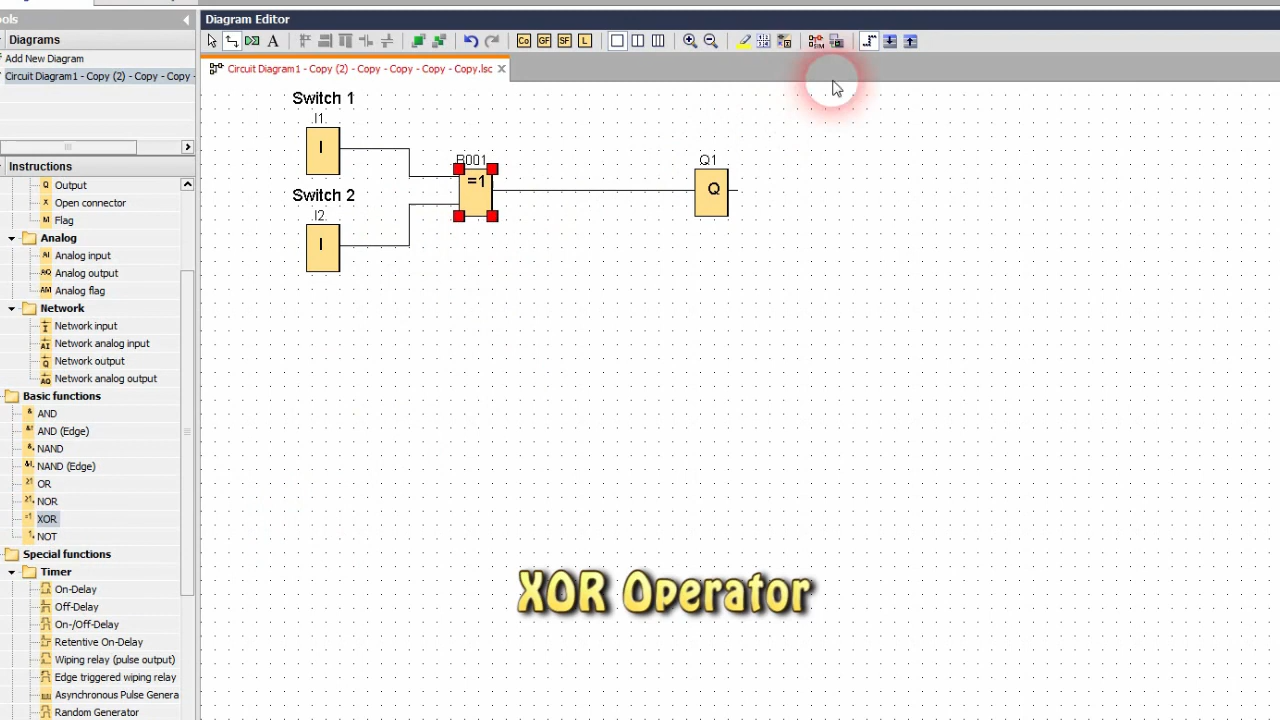 ols
Diagram Editor
Diagrams
Add New Diagram
Circuit Diagram1 - Copy (2) - Copy - Copy -
Co GF SF L
Circuit Diagram1 - Copy (2) - Copy - Copy - Copy - Copy.lsc
Instructions
Output
Open connector
Flag
Analog
Analog input
Analog output
Analog flag
Network
Network input
Network analog input
Network output
Network analog output
Basic functions
AND
AND (Edge)
NAND
NAND (Edge)
OR
NOR
XOR
NOT
Special functions
Timer
On-Delay
Off-Delay
On-/Off-Delay
Retentive On-Delay
Wiping relay (pulse output)
Edge triggered wiping relay
Asynchronous Pulse Genera
Random Generator
Switch 1
I1
I
Switch 2
I2
I
B001
=1
Q1
Q
XOR Operator